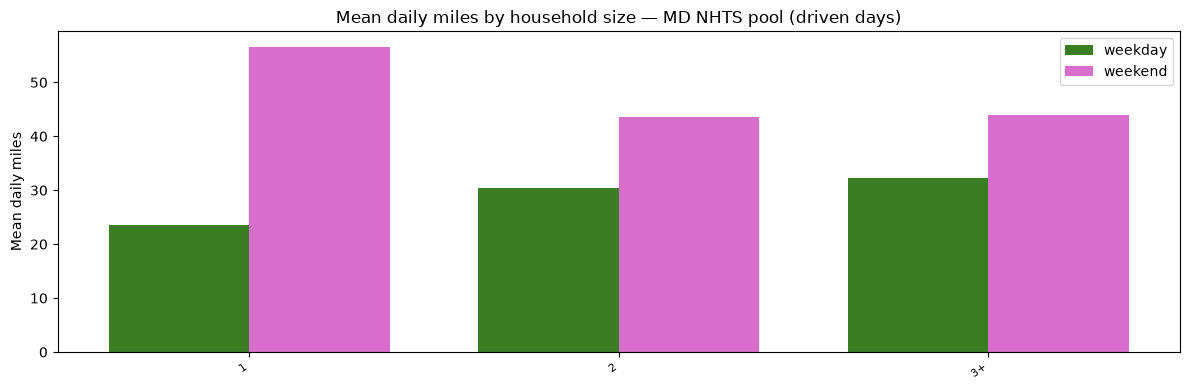 Mean daily miles by household size — MD NHTS pool (driven days)
weekday
weekend
Mean daily miles
50
40
30
20
10
0
1
2
3+